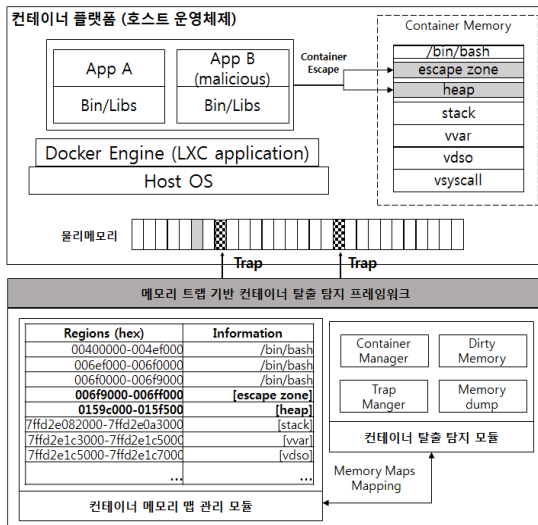 컨테이너 플랫폼 (호스트 운영체제)
App A
Bin/Libs
App B
(malicious)
Bin/Libs
Container
Escape
Container Memory
/bin/bash
escape zone
heap
stack
vvar
vdso
vsyscall
Docker Engine (LXC application)
Host OS
물리메모리
Trap
Trap
메모리 트랩 기반 컨테이너 탈출 탐지 프레임워크
Regions (hex) Information
00400000-004ef000 /bin/bash
006ef000-006f0000 /bin/bash
006f0000-006f9000 /bin/bash
006f9000-006ff000 [escape zone]
0159c000-015f500 [heap]
7ffd2e082000-7ffd2e0a3000 [stack]
7ffd2e1c3000-7ffd2e1c5000 [vvar]
7ffd2e1c5000-7ffd2e1c7000 [vdso]
... ...
컨테이너 메모리 맵 관리 모듈
Container
Manager
Dirty
Memory
Trap
Manger
Memory
dump
컨테이너 탈출 탐지 모듈
Memory Maps
Mapping